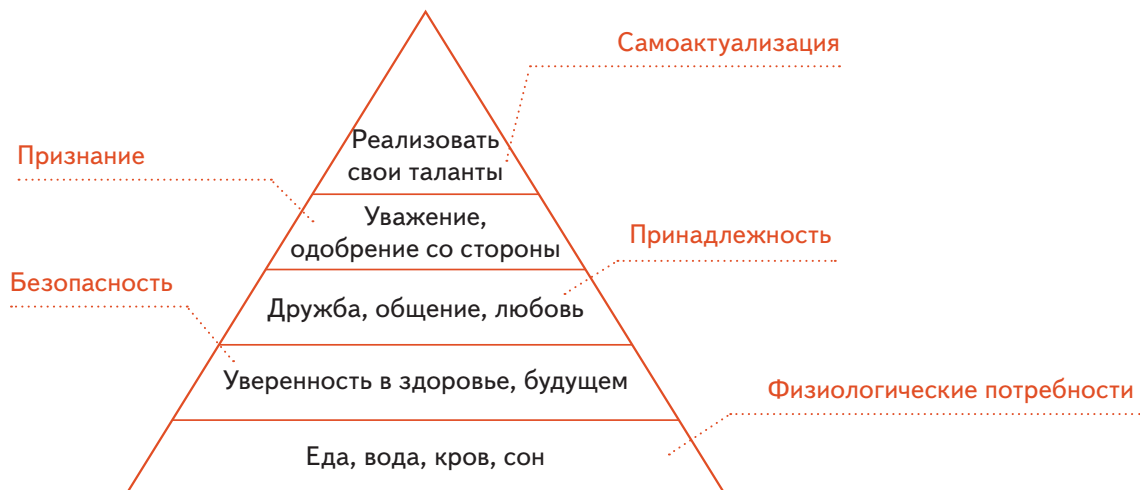 Самоактуализация
Реализовать
свои таланты
Признание
Уважение,
одобрение со стороны
Принадлежность
Безопасность
Дружба, общение, любовь
Уверенность в здоровье, будущем
Физиологические потребности
Еда, вода, кров, сон